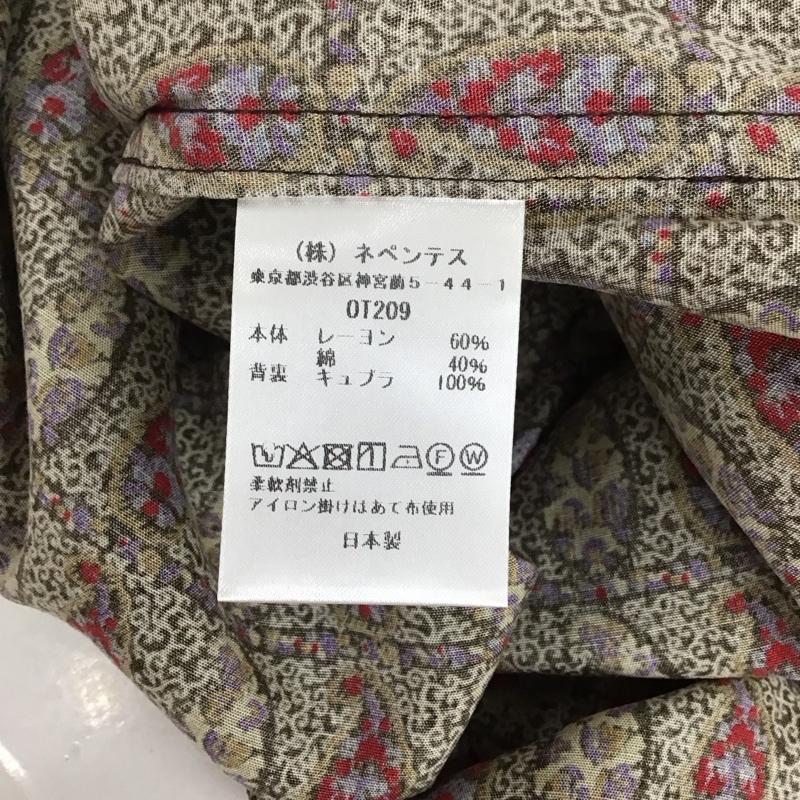 (株) ネペンテス
東京都渋谷区神宮前5-44-1
OT209
本体 レーヨン 60%
綿 40%
背裏 キュプラ 100%
F W
柔軟剤禁止
アイロン掛けはあて布使用
日本製